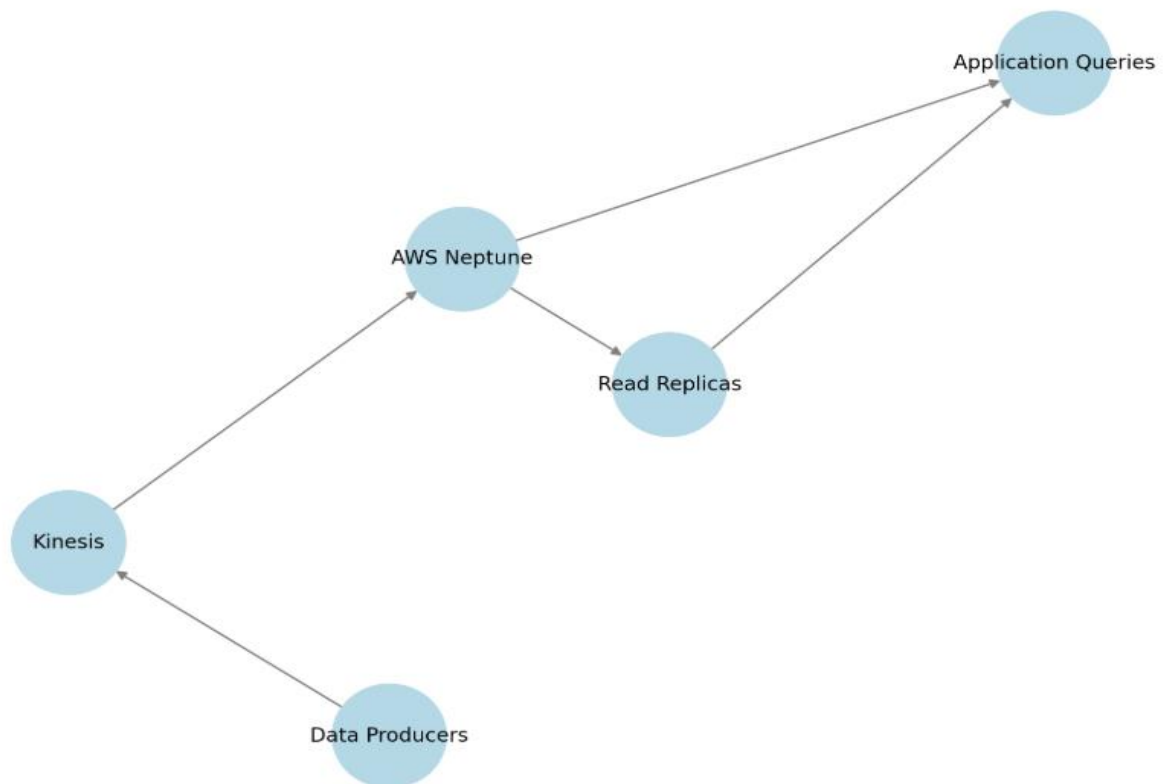 Application Queries
AWS Neptune
Read Replicas
Kinesis
Data Producers